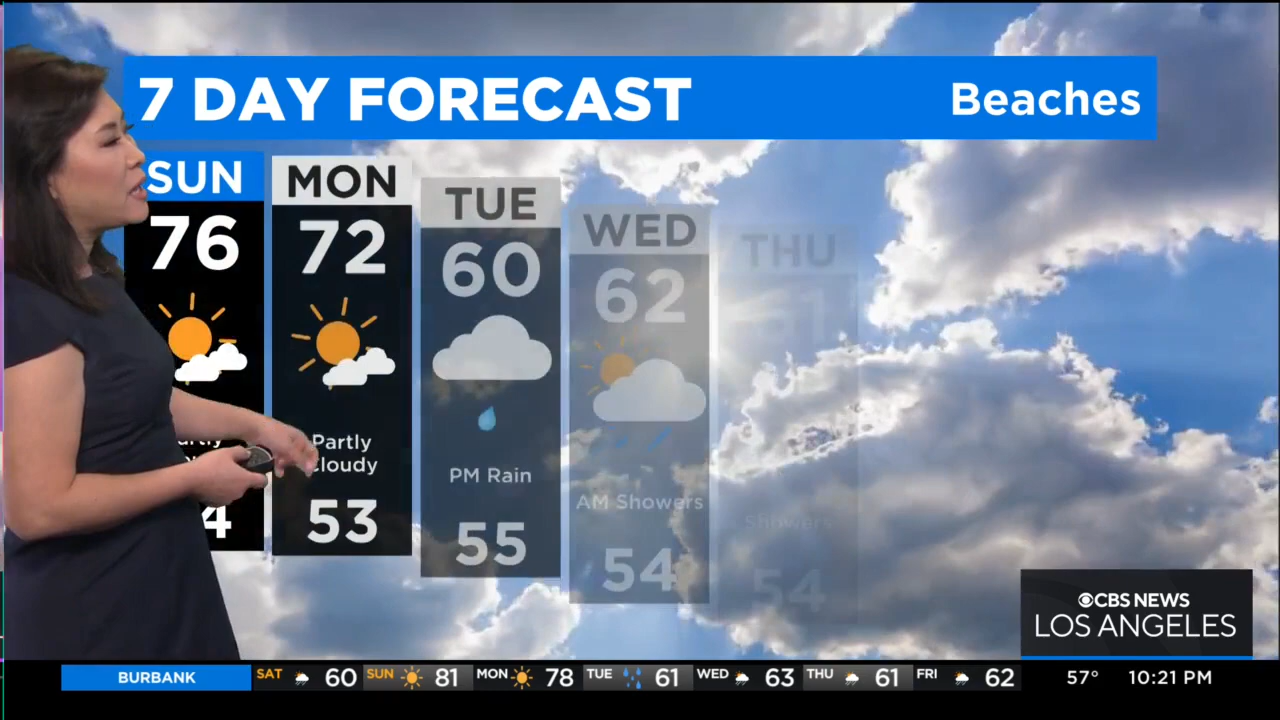 7 DAY FORECAST
Beaches
SUN
76
MON
72
Partly
Cloudy
53
TUE
60
PM Rain
55
WED
62
AM Showers
54
THU
61
Showers
54
CBS NEWS
LOS ANGELES
BURBANK SAT 60 SUN 81 MON 78 TUE 61 WED 63 THU 61 FRI 62 57° 10:21 PM